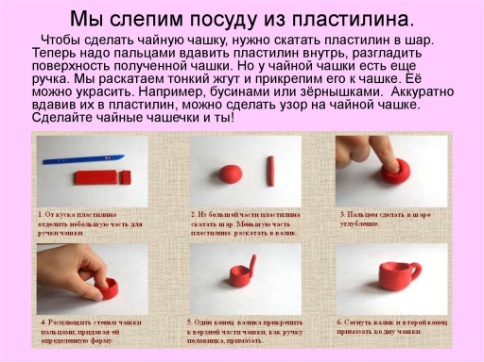 Мы слепим посуду из пластилина.
Чтобы сделать чайную чашку, нужно скатать пластилин в шар.
Теперь надо пальцами вдавить пластилин внутрь, разгладить
поверхность полученной чашки. Но у чайной чашки есть еще
ручка. Мы раскатаем тонкий жгут и прикрепим его к чашке. Её
можно украсить. Например, бусинами или зёрнышками. Аккуратно
вдавив их в пластилин, можно сделать узор на чайной чашке.
Сделайте чайные чашечки и ты!
1. От куска пластилина
отделить небольшую часть для
ручки чашки.
2. Из большей части пластилина
скатать шар. Меньшую часть
пластилина раскатать в валик.
3. Пальцем сделать в шаре
углубление.
4. Расплющить стенки чашки
пальцами, придавая ей
определенную форму
5. Один конец валика прикрепить
к верхней части чашки, как ручку
половника, примазать.
6. Согнуть валик и второй конец
примазать ко дну чашки.